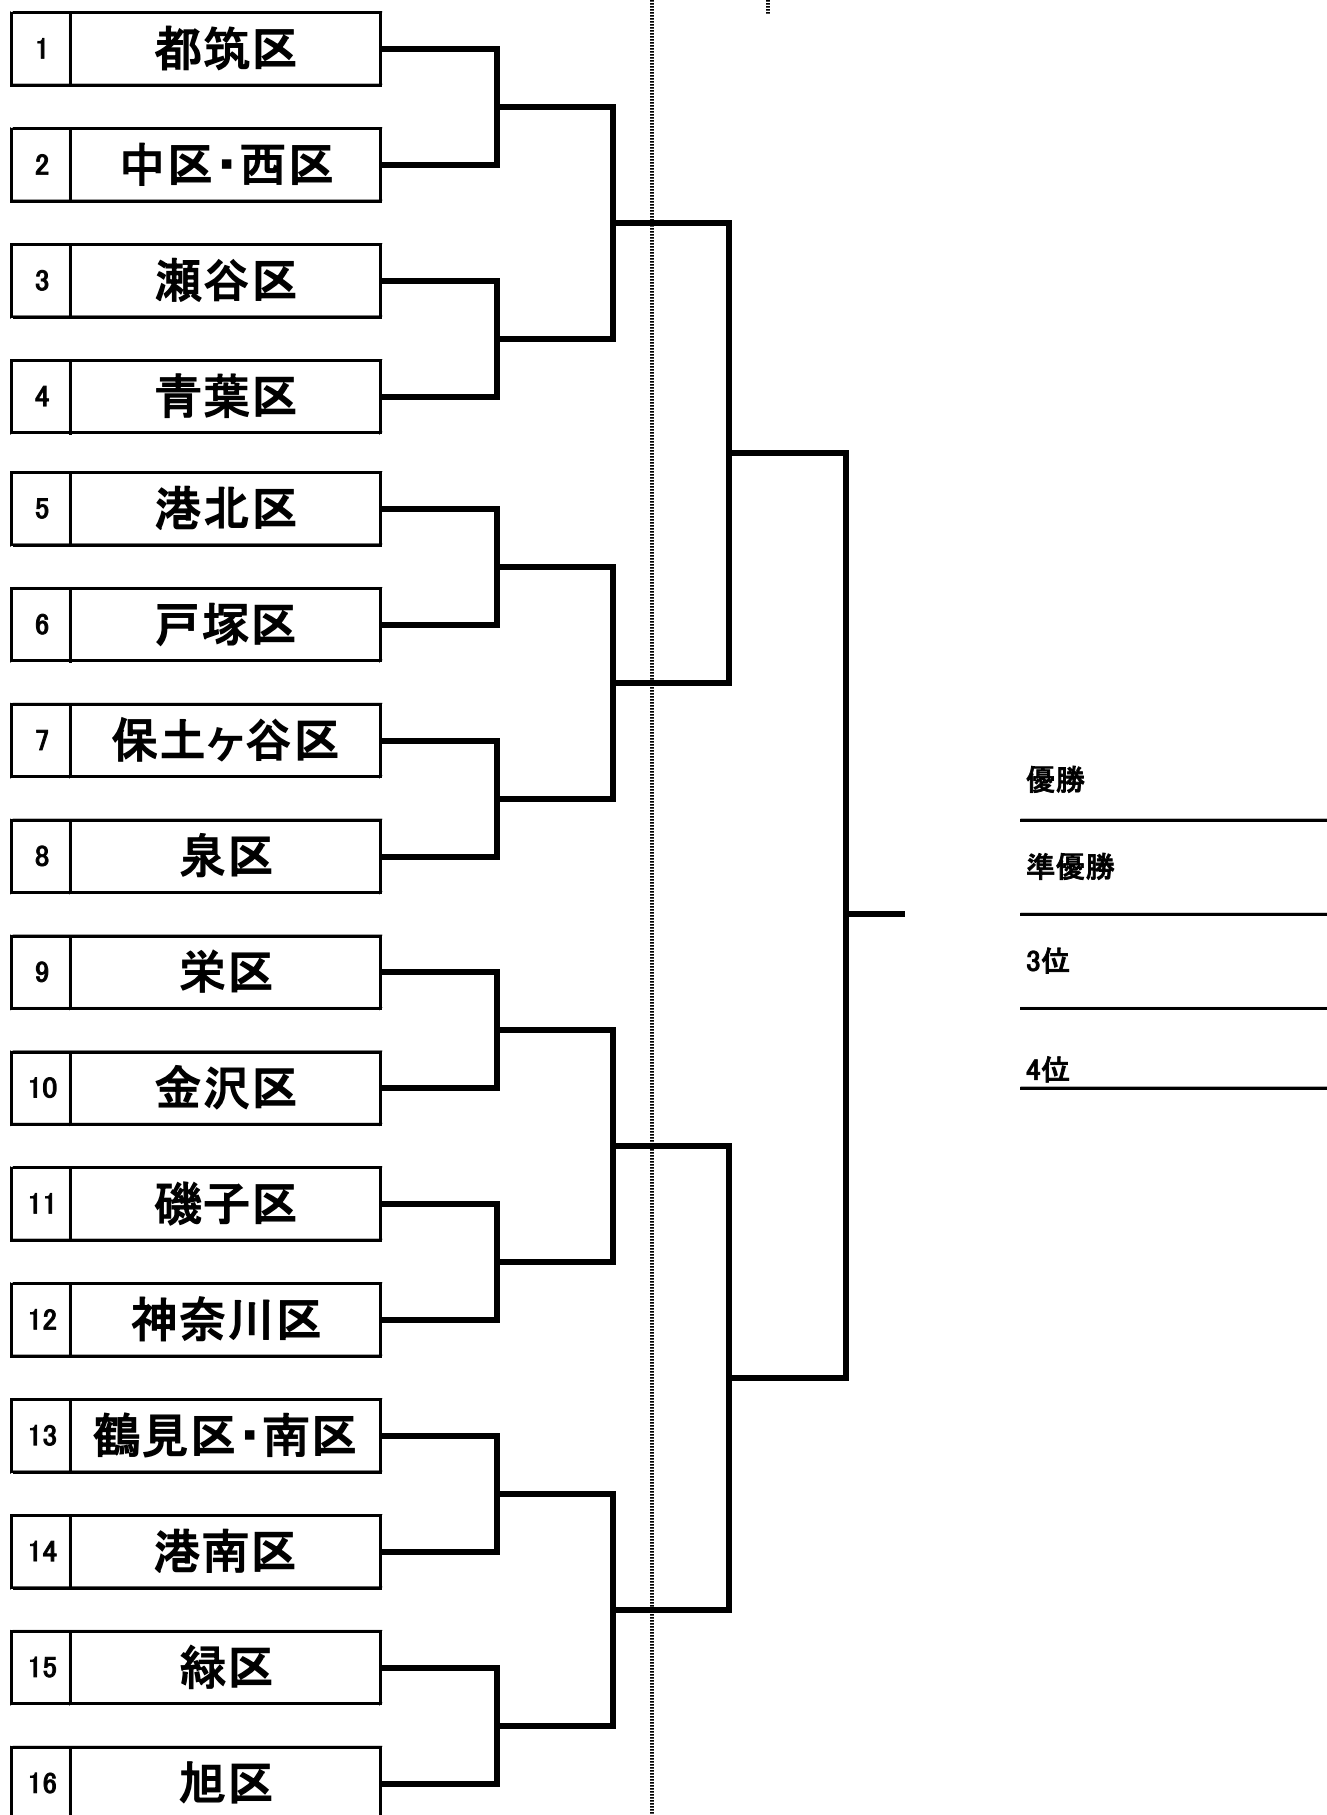 1 都筑区
2 中区・西区
3 瀬谷区
4 青葉区
5 港北区
6 戸塚区
7 保土ヶ谷区
8 泉区
9 栄区
10 金沢区
11 磯子区
12 神奈川区
13 鶴見区・南区
14 港南区
15 緑区
16 旭区
優勝
準優勝
3位
4位